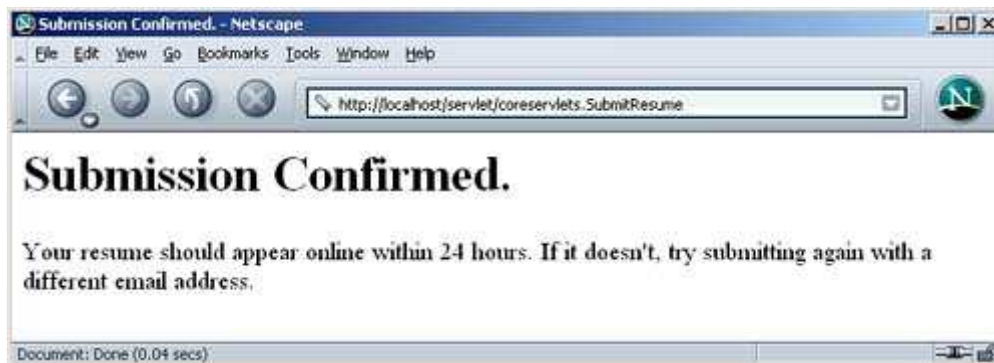 Submission Confirmed. - Netscape
File Edit View Go Bookmarks Tools Window Help
http://localhost/servlet/coreservlets.SubmitResume
N
Submission Confirmed.
Your resume should appear online within 24 hours. If it doesn't, try submitting again with a
different email address.
Document: Done (0.04 secs)